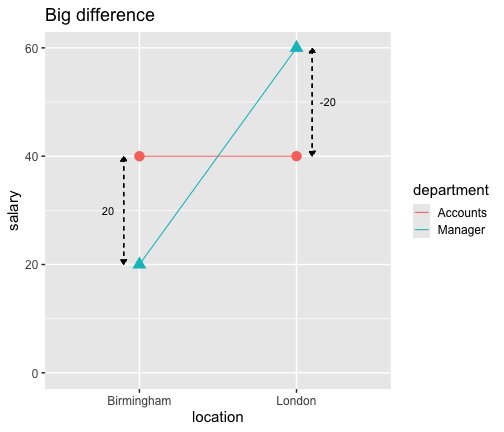 Big difference
60
40
20
0
salary
20
-20
Birmingham
London
location
department
Accounts
Manager